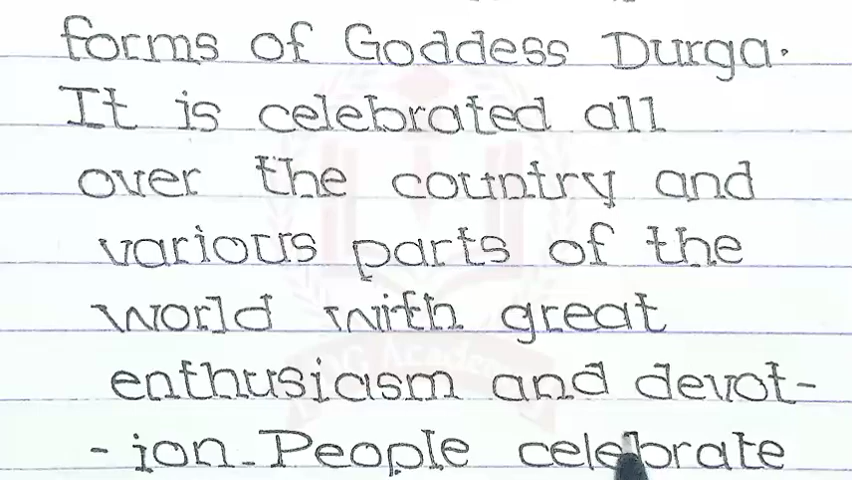 forms of Goddess Durga.
It is celebrated all
over the country and
various parts of the
world with great
enthusiasm and devot-
-ion. People celebrate